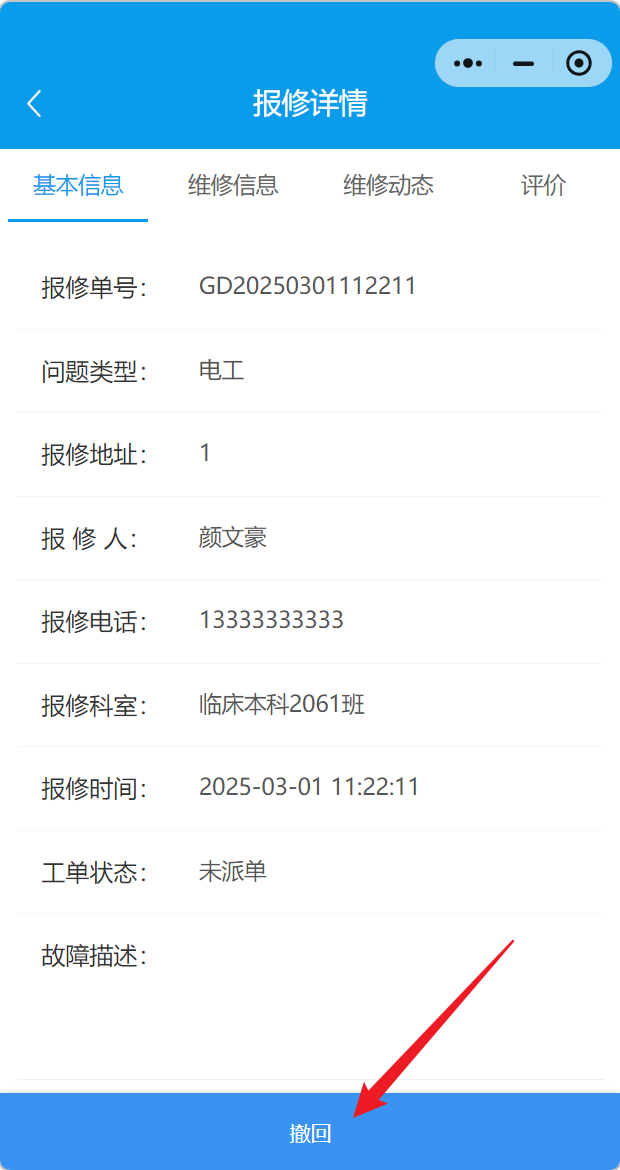 报修详情
基本信息 维修信息 维修动态 评价
报修单号: GD20250301112211
问题类型: 电工
报修地址: 1
报 修 人: 颜文豪
报修电话: 13333333333
报修科室: 临床本科2061班
报修时间: 2025-03-01 11:22:11
工单状态: 未派单
故障描述:
撤回